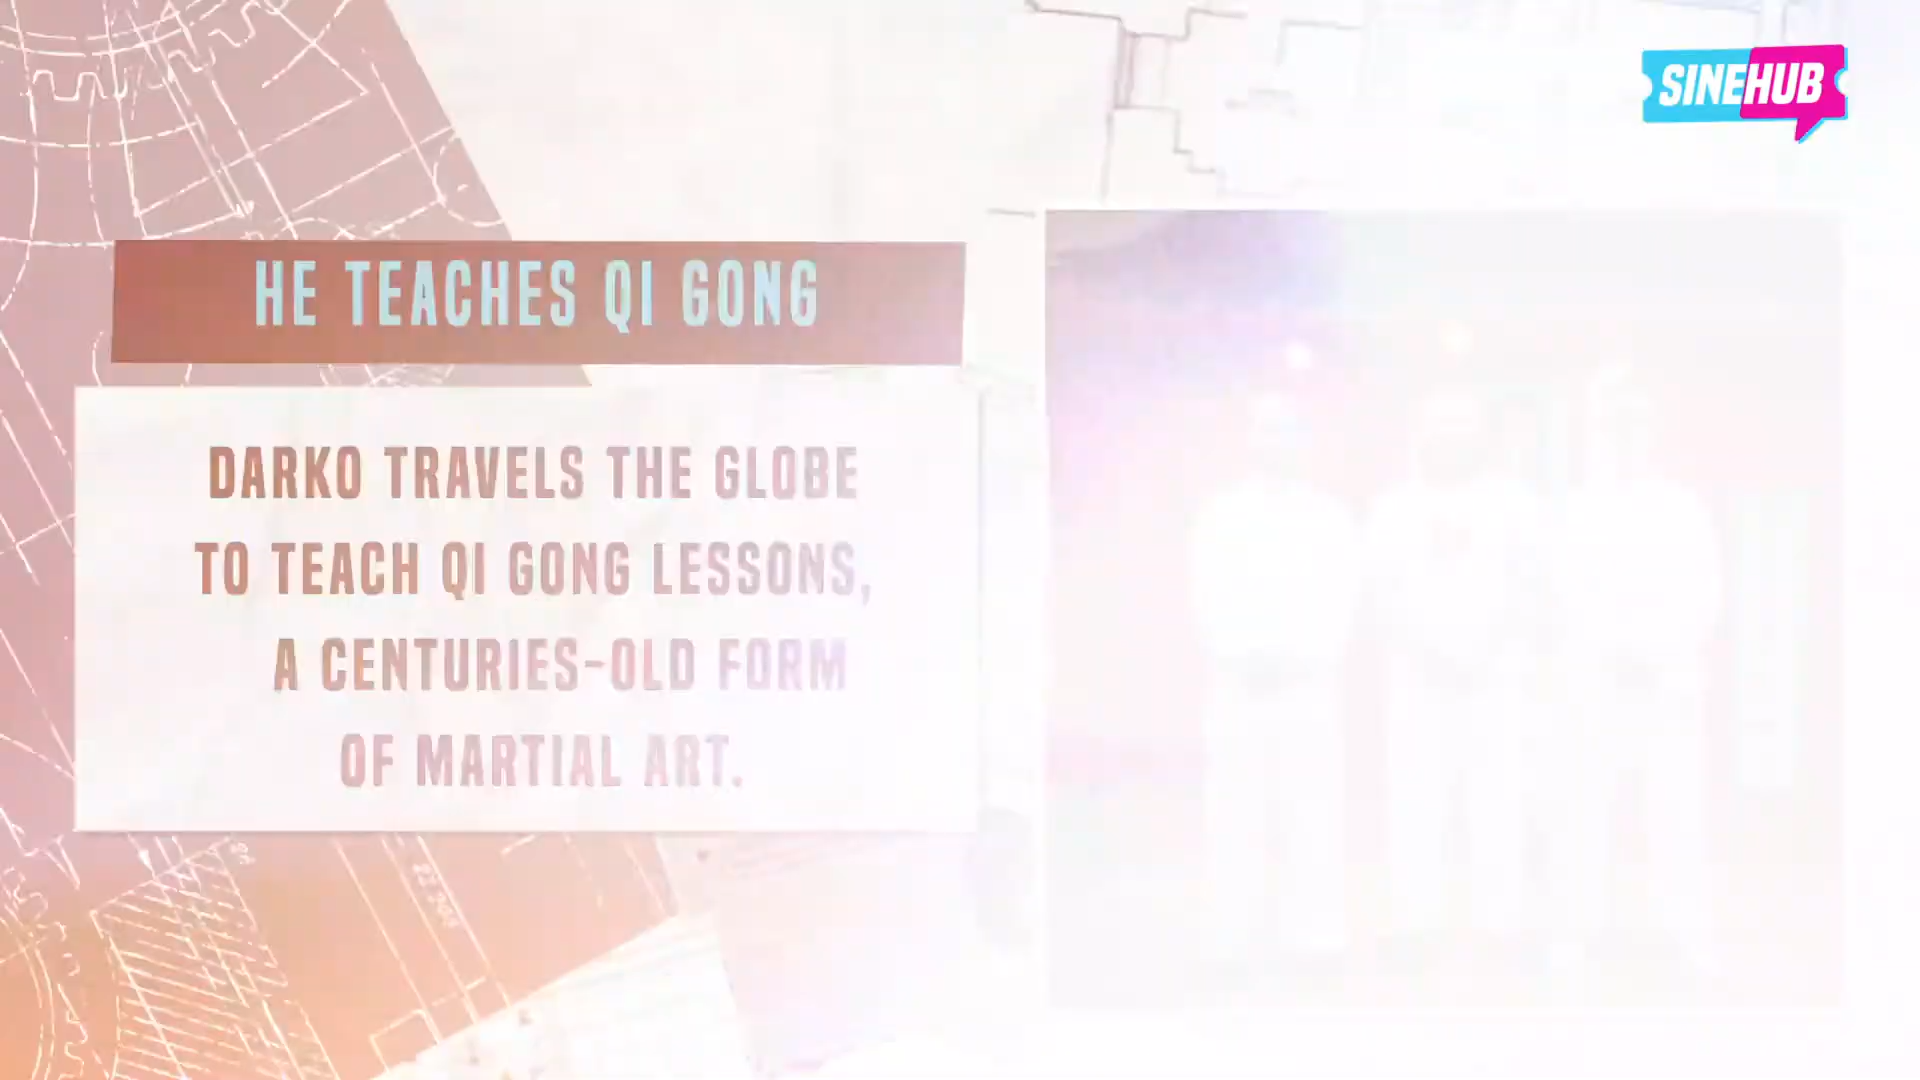 SINEHUB
HE TEACHES QI GONG
DARKO TRAVELS THE GLOBE
TO TEACH QI GONG LESSONS,
A CENTURIES-OLD FORM
OF MARTIAL ART.